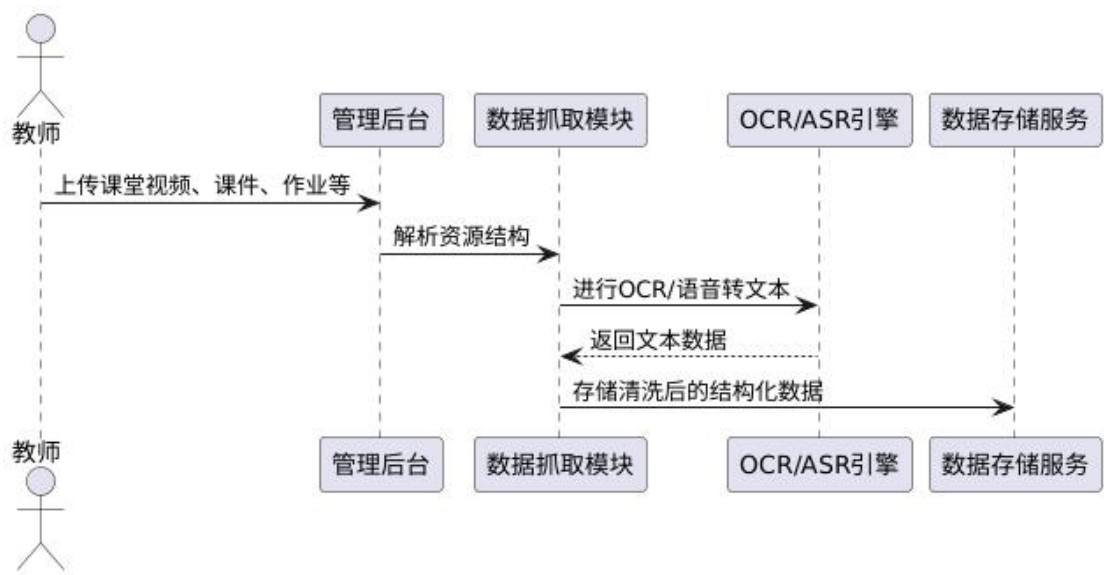 教师
管理后台
数据抓取模块
OCR/ASR引擎
数据存储服务
上传课堂视频、课件、作业等
解析资源结构
进行OCR/语音转文本
返回文本数据
存储清洗后的结构化数据
教师
管理后台
数据抓取模块
OCR/ASR引擎
数据存储服务